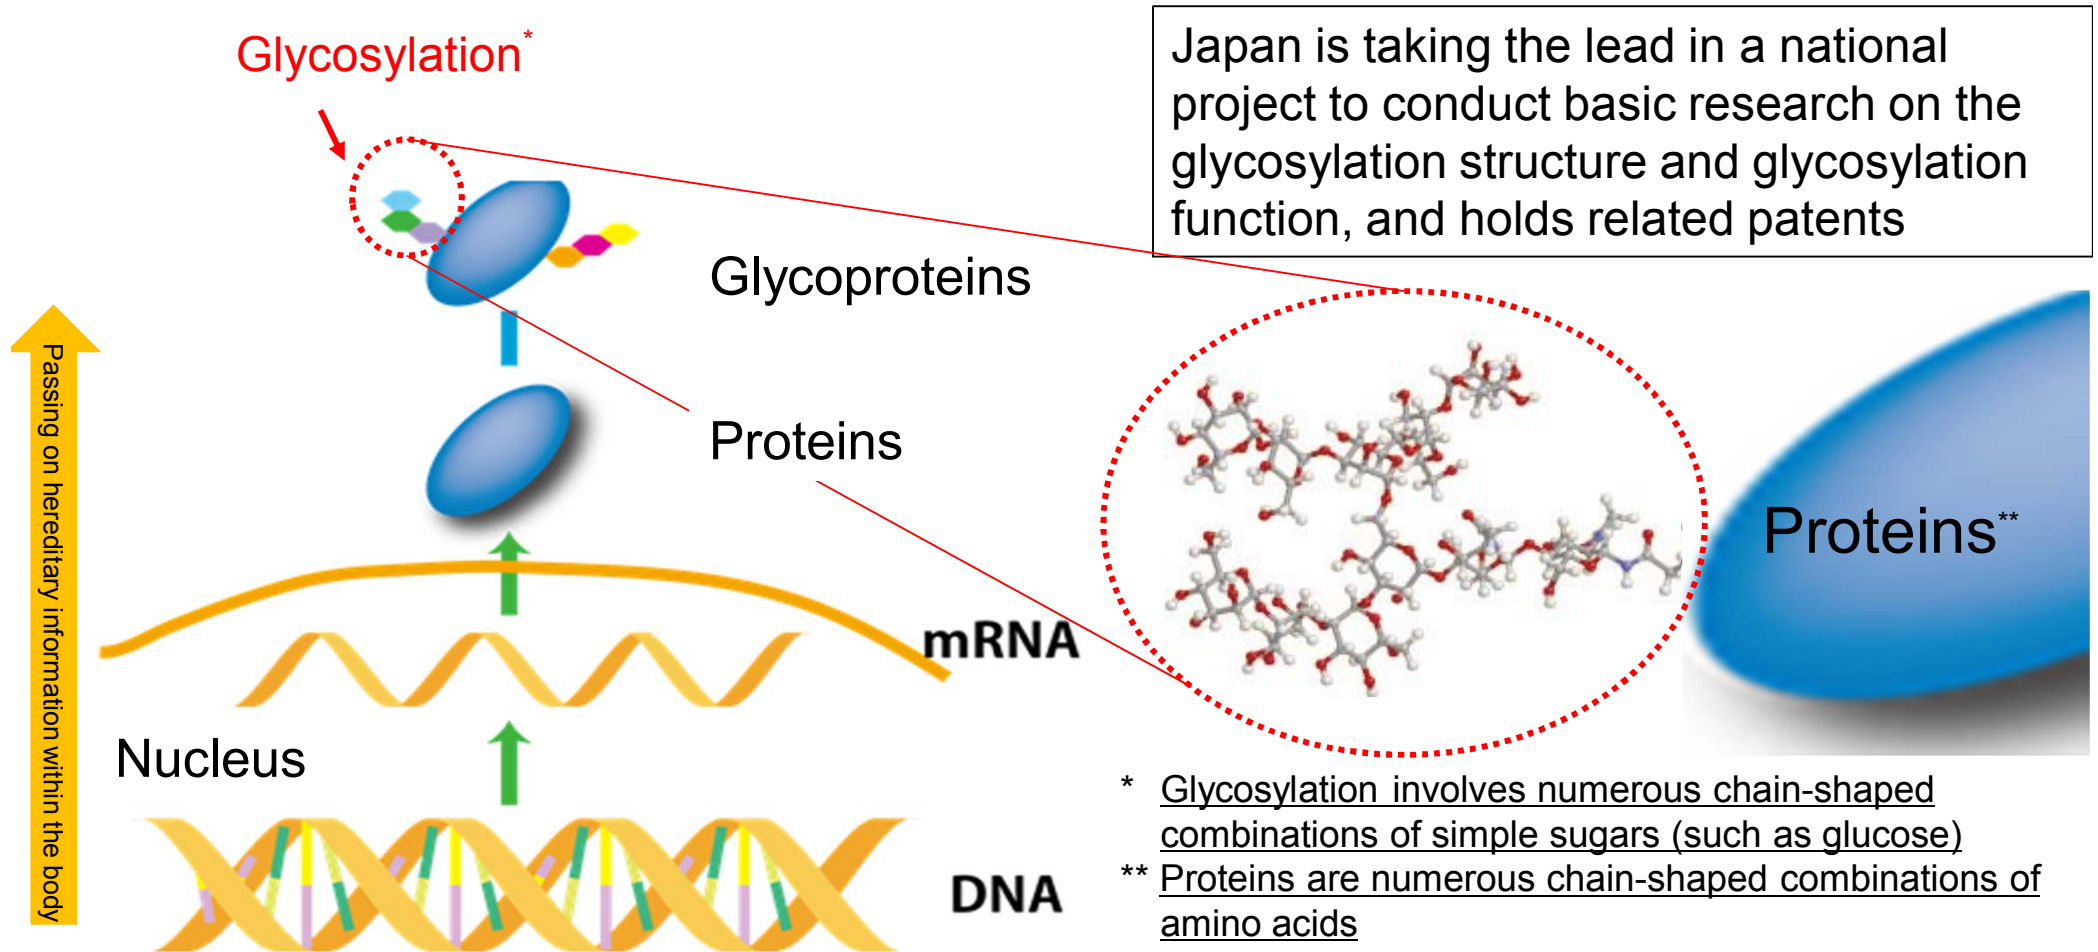 Glycosylation*
Japan is taking the lead in a national
project to conduct basic research on the
glycosylation structure and glycosylation
function, and holds related patents
Glycoproteins
Proteins
Passing on hereditary information within the body
Proteins**
mRNA
Nucleus
DNA
* Glycosylation involves numerous chain-shaped
combinations of simple sugars (such as glucose)
** Proteins are numerous chain-shaped combinations of
amino acids